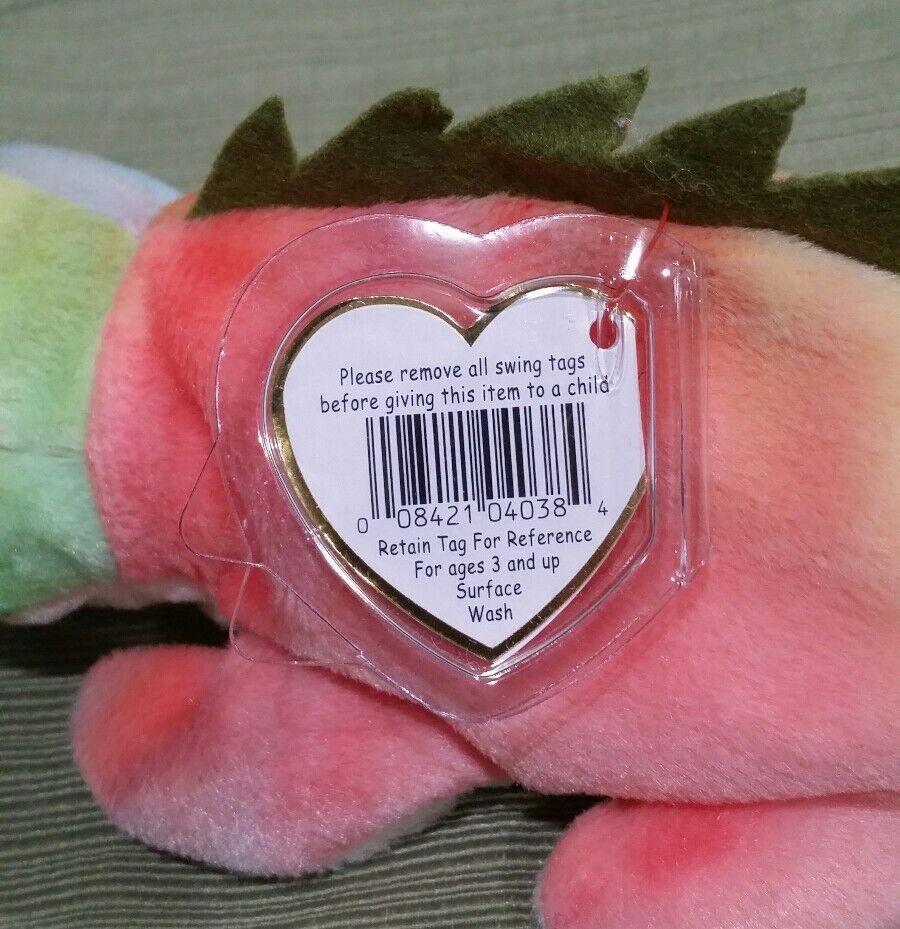 Please remove all swing tags
before giving this item to a child
0 08421 04038 4
Retain Tag For Reference
For ages 3 and up
Surface
Wash